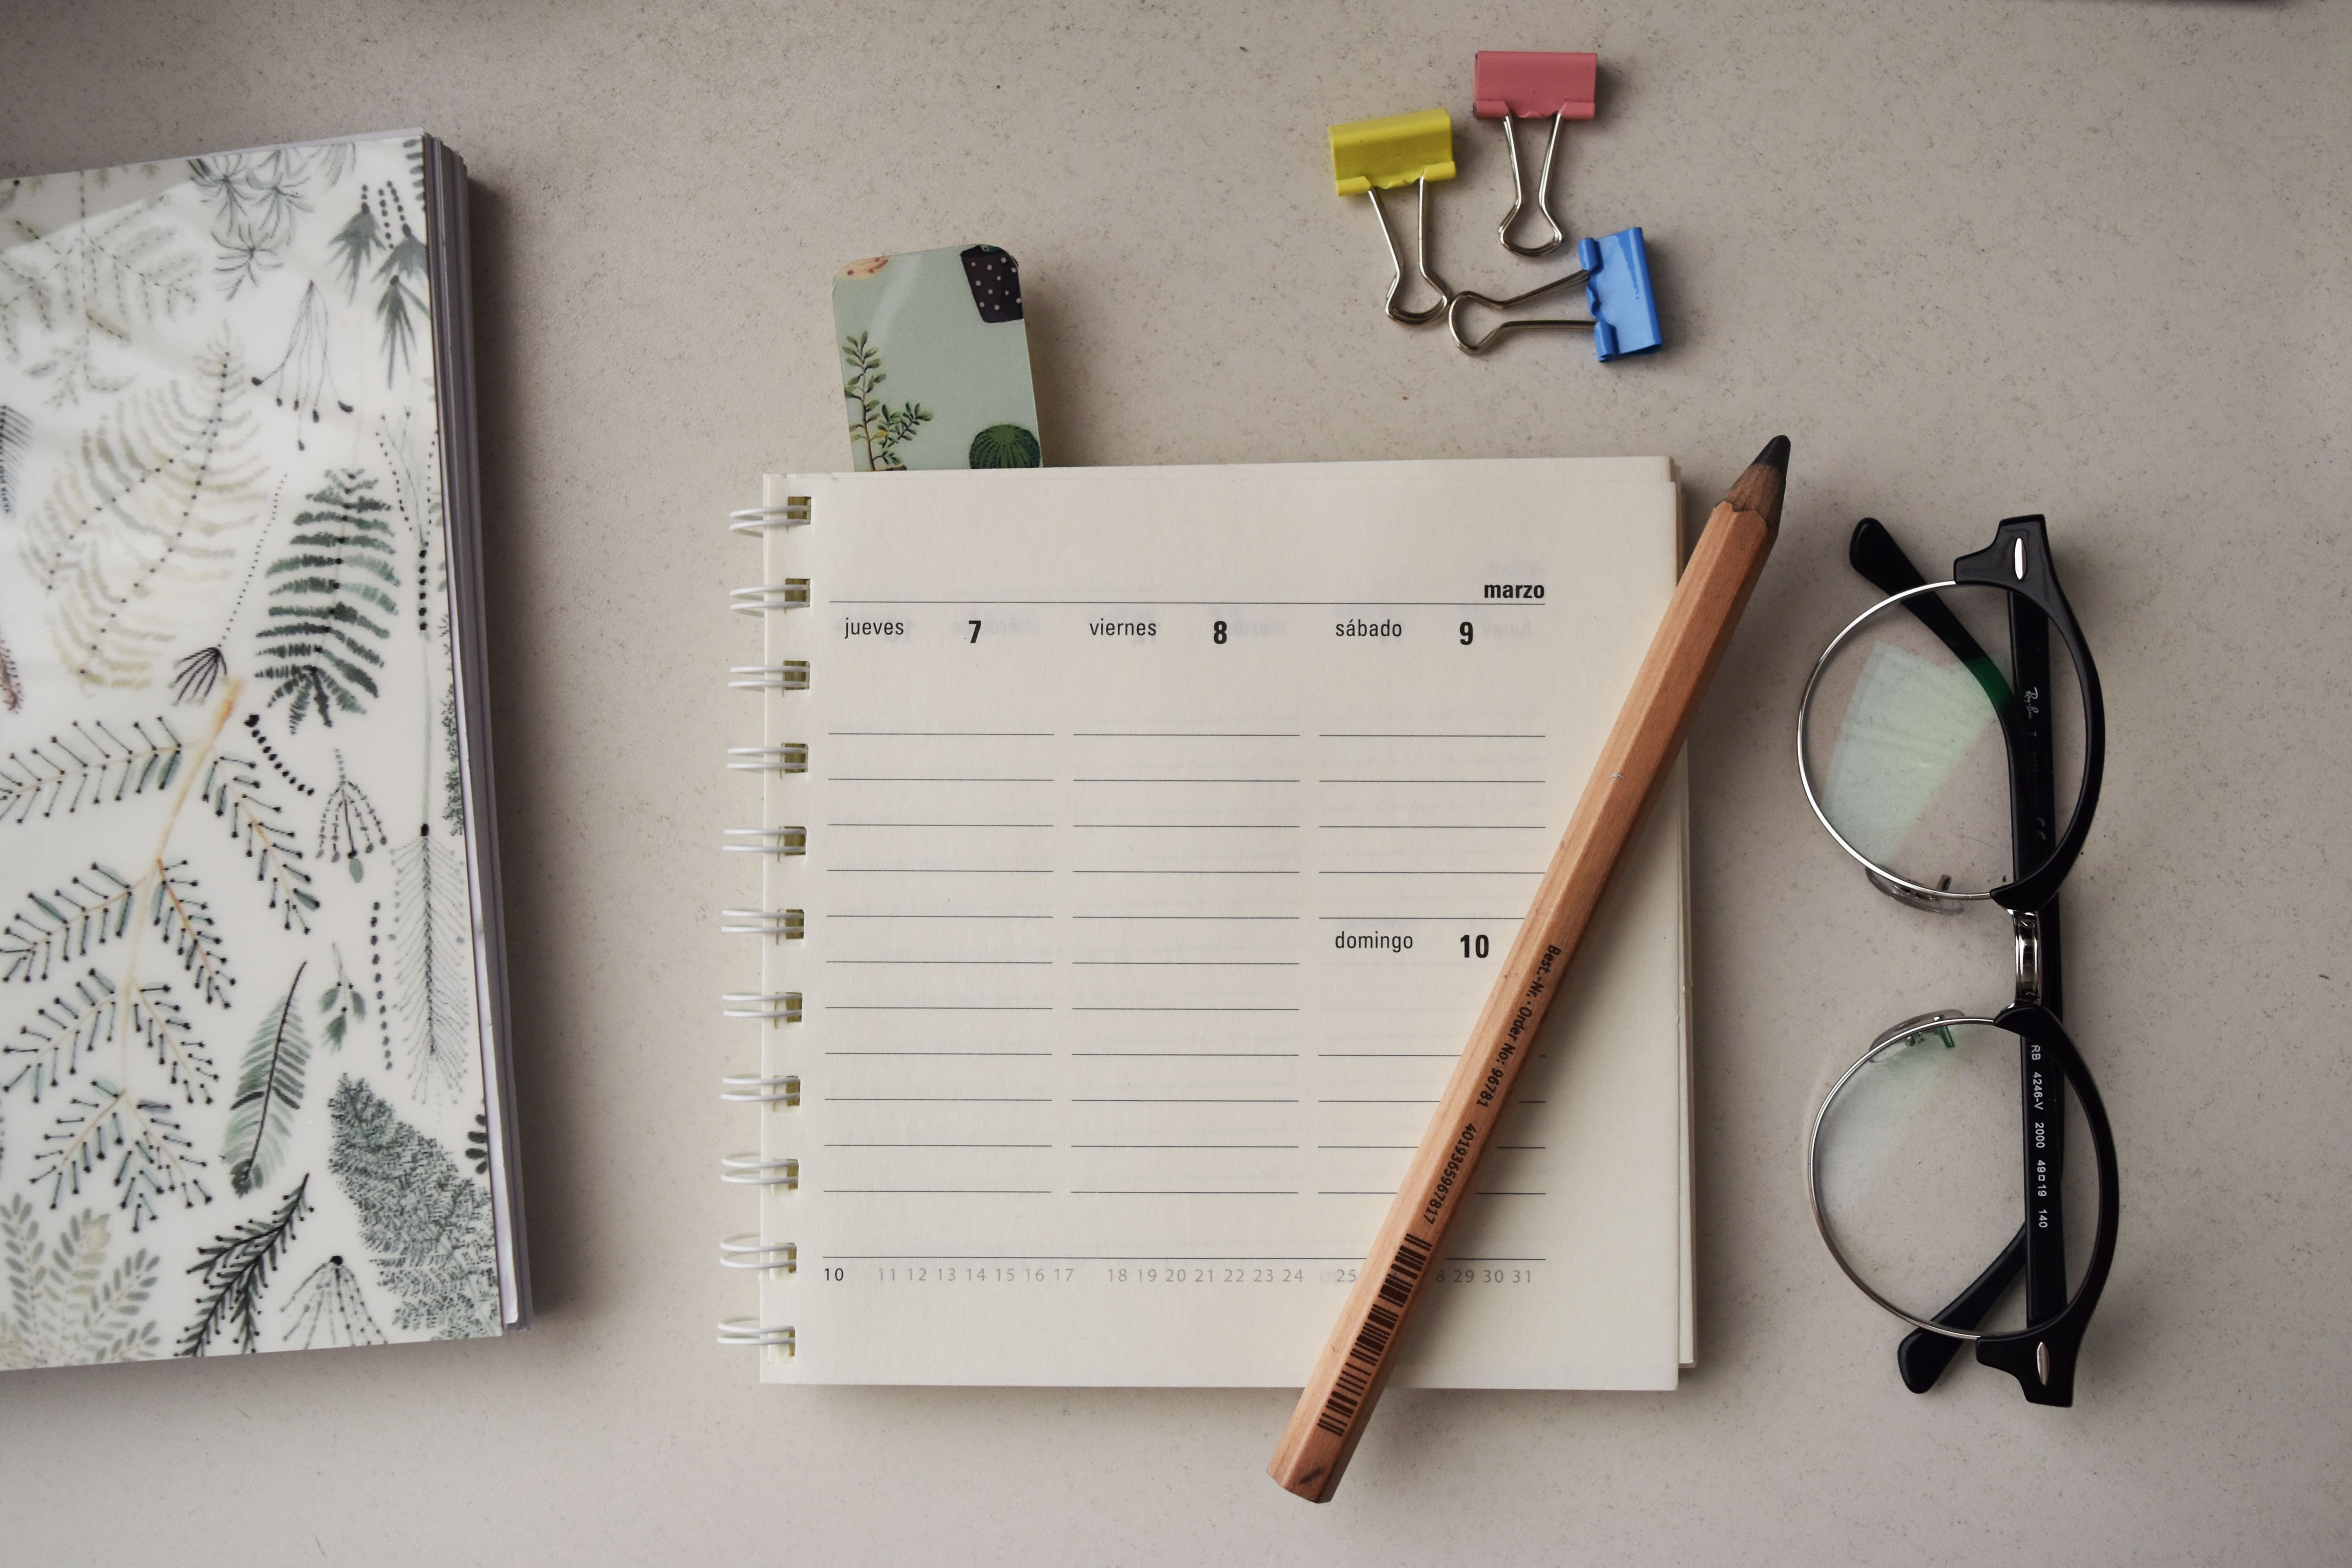 marzo
jueves 7 viernes 8 sábado 9
domingo 10
10 11 12 13 14 15 16 17 18 19 20 21 22 23 24 25 29 30 31
Best.-Nr. · Order No: 96781 4019365967817
Ray-Ban
RB 4246-V 2000 49□19 140